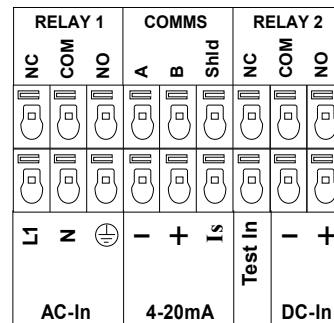 RELAY 1 COMMS RELAY 2
NC COM NO A B Shld NC COM NO
L1 N − + Is Test In − +
AC-In 4-20mA DC-In